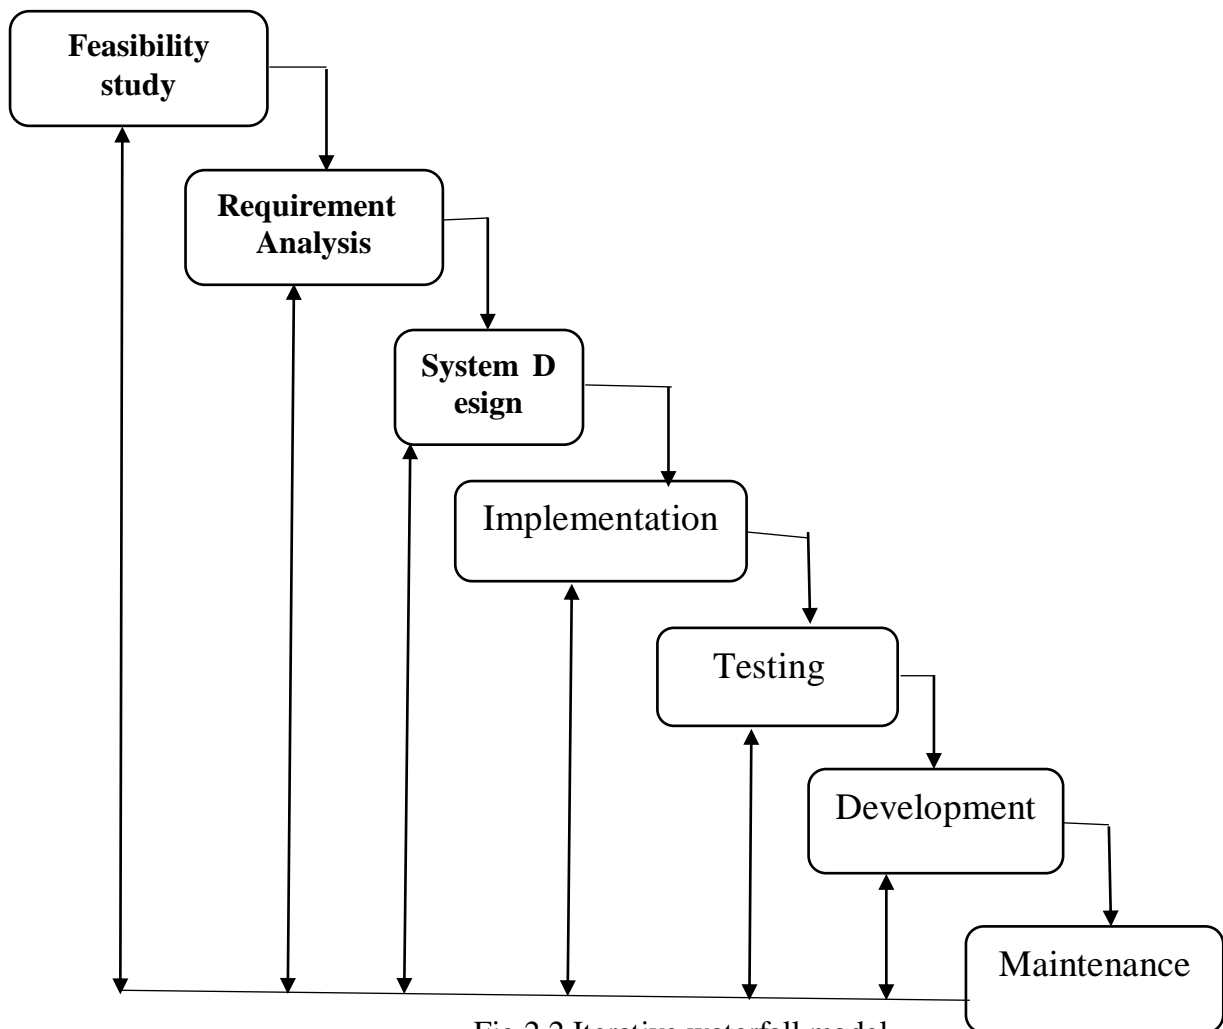 Feasibility
study
Requirement
Analysis
System D
esign
Implementation
Testing
Development
Maintenance
Fig 2.2 Iterative waterfall model